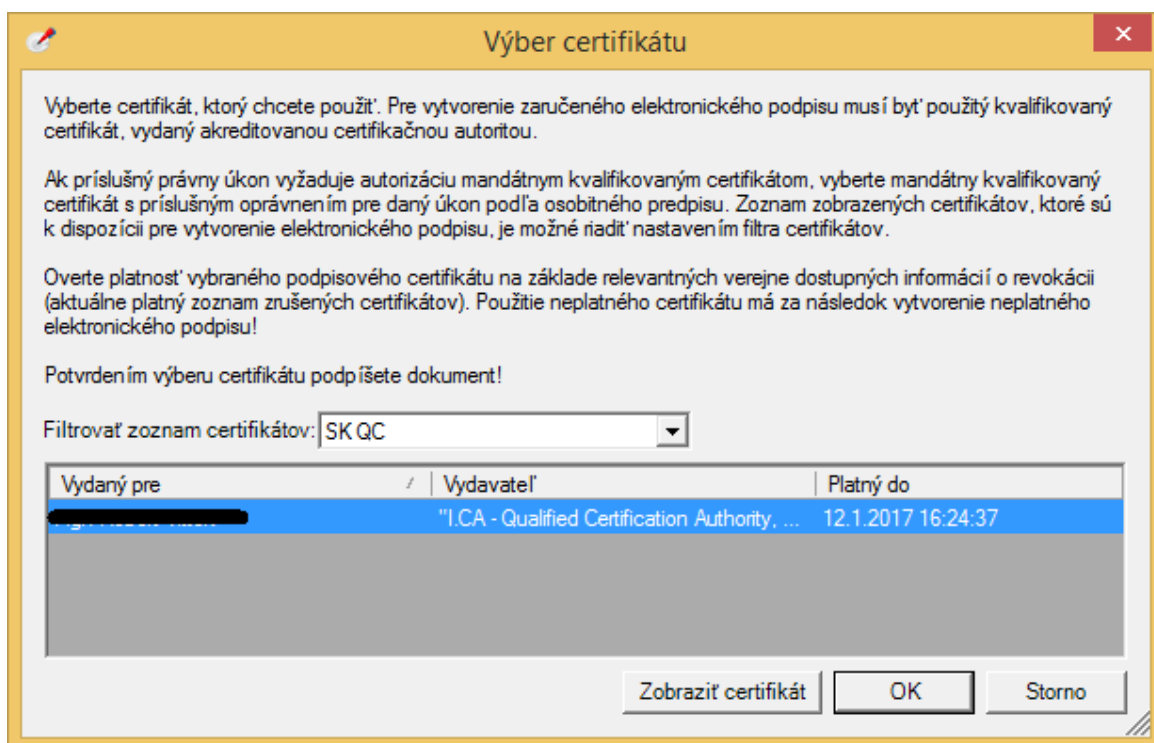 Výber certifikátu
Vyberte certifikát, ktorý chcete použiť. Pre vytvorenie zaručeného elektronického podpisu musí byť použitý kvalifikovaný
certifikát, vydaný akreditovanou certifikačnou autoritou.
Ak príslušný právny úkon vyžaduje autorizáciu mandátnym kvalifikovaným certifikátom, vyberte mandátny kvalifikovaný
certifikát s príslušným oprávnením pre daný úkon podľa osobitného predpisu. Zoznam zobrazených certifikátov, ktoré sú
k dispozícii pre vytvorenie elektronického podpisu, je možné riadiť nastavením filtra certifikátov.
Overte platnosť vybraného podpisového certifikátu na základe relevantných verejne dostupných informácií o revokácii
(aktuálne platný zoznam zrušených certifikátov). Použitie neplatného certifikátu má za následok vytvorenie neplatného
elektronického podpisu!
Potvrdením výberu certifikátu podpíšete dokument!
Filtrovať zoznam certifikátov: SK QC
Vydaný pre Vydavateľ Platný do
"I.CA - Qualified Certification Authority, ... 12.1.2017 16:24:37
Zobraziť certifikát OK Storno